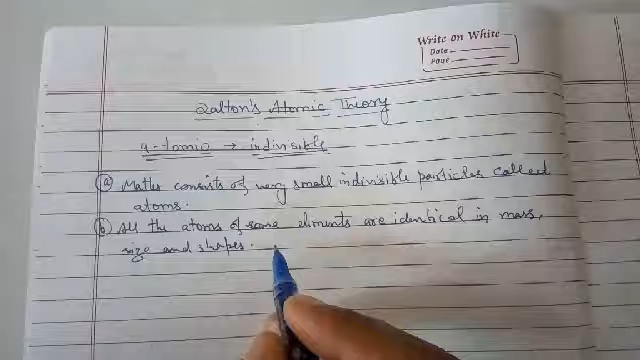 Write on White
Date
Page
Dalton's Atomic Theory
a-tomio → indivisible
(a) Matter consists of very small indivisible particles called
atoms.
(b) All the atoms of same elements are identical in mass,
size and shapes.